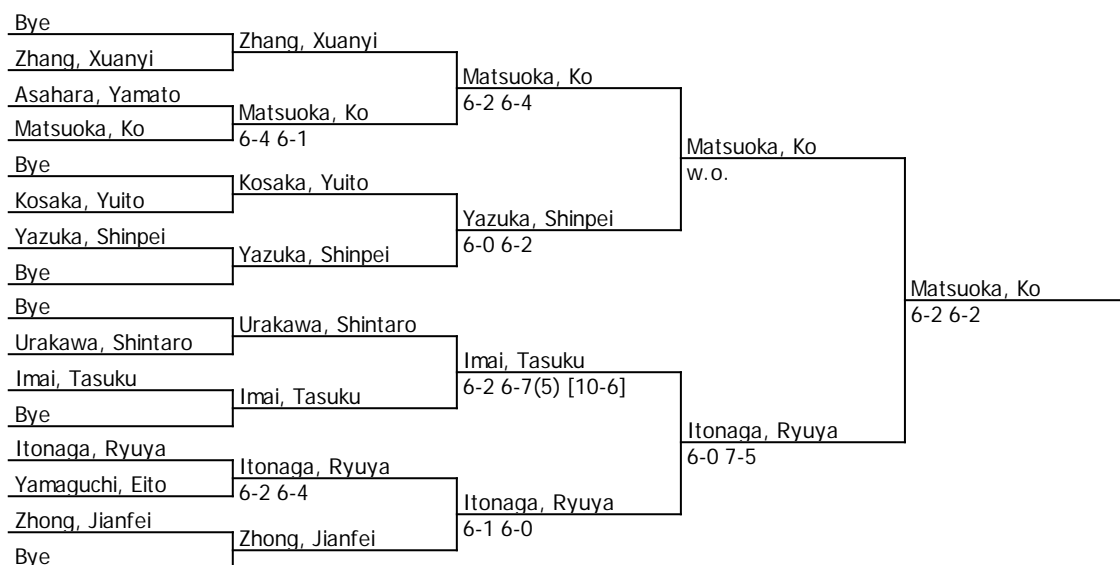 Bye
Zhang, Xuanyi
Asahara, Yamato
Matsuoka, Ko
Bye
Kosaka, Yuito
Yazuka, Shinpei
Bye
Bye
Urakawa, Shintaro
Imai, Tasuku
Bye
Itonaga, Ryuya
Yamaguchi, Eito
Zhong, Jianfei
Bye
Zhang, Xuanyi
Matsuoka, Ko
6-4 6-1
Kosaka, Yuito
Yazuka, Shinpei
Urakawa, Shintaro
Imai, Tasuku
Itonaga, Ryuya
6-2 6-4
Zhong, Jianfei
Matsuoka, Ko
6-2 6-4
Yazuka, Shinpei
6-0 6-2
Imai, Tasuku
6-2 6-7(5) [10-6]
Itonaga, Ryuya
6-1 6-0
Matsuoka, Ko
w.o.
Itonaga, Ryuya
6-0 7-5
Matsuoka, Ko
6-2 6-2